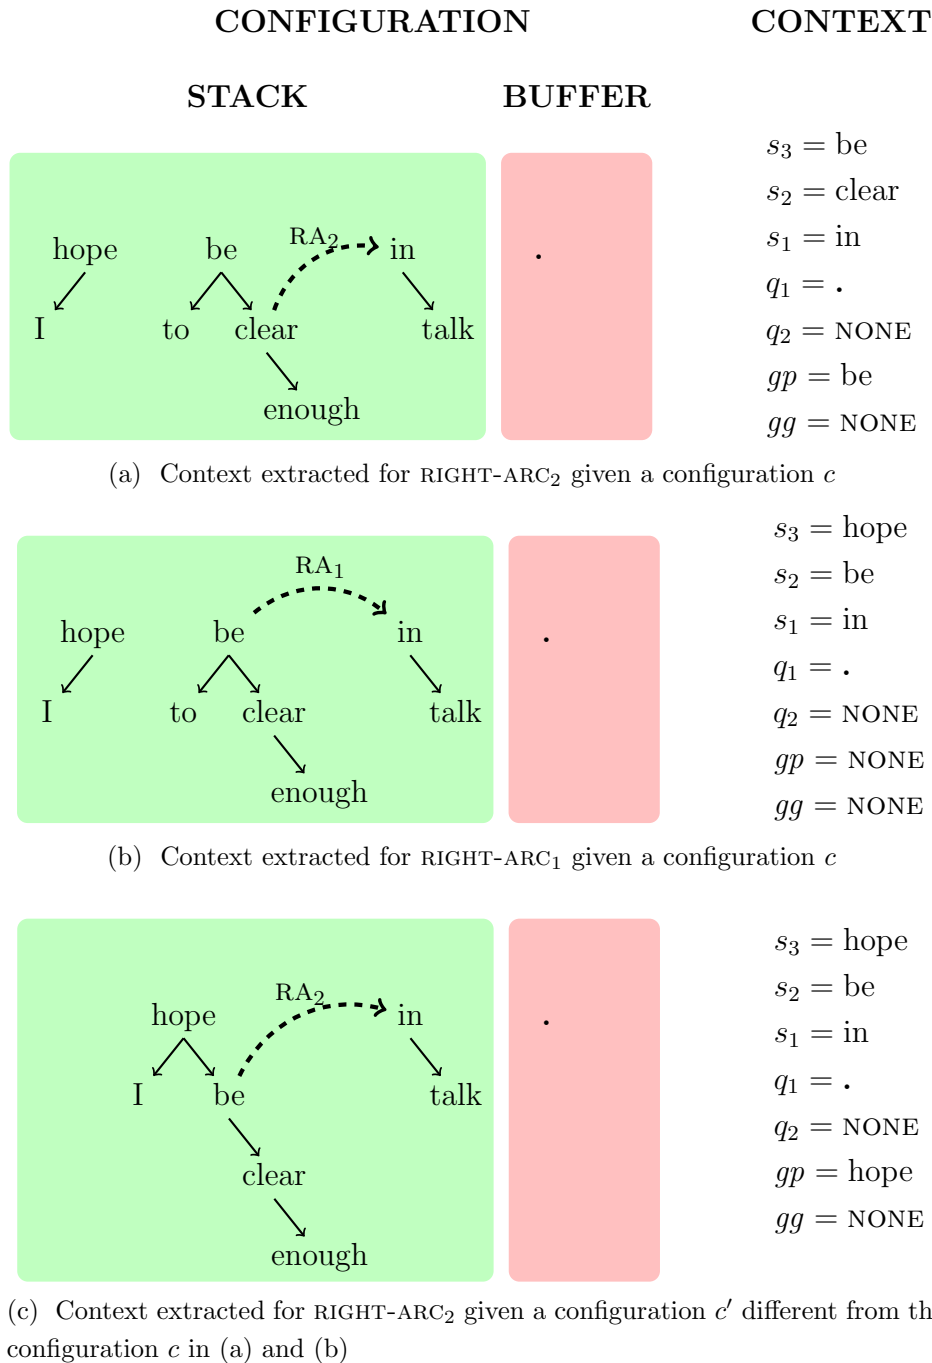 CONFIGURATION CONTEXT
STACK BUFFER
s3 = be
s2 = clear
s1 = in
q1 = .
q2 = NONE
gp = be
gg = NONE
RA2
hope be in .
I to clear talk
enough
(a) Context extracted for RIGHT-ARC2 given a configuration c
s3 = hope
s2 = be
s1 = in
q1 = .
q2 = NONE
gp = NONE
gg = NONE
RA1
hope be in .
I to clear talk
enough
(b) Context extracted for RIGHT-ARC1 given a configuration c
s3 = hope
s2 = be
s1 = in
q1 = .
q2 = NONE
gp = hope
gg = NONE
RA2
hope in .
I be talk
clear
enough
(c) Context extracted for RIGHT-ARC2 given a configuration c′ different from th
configuration c in (a) and (b)